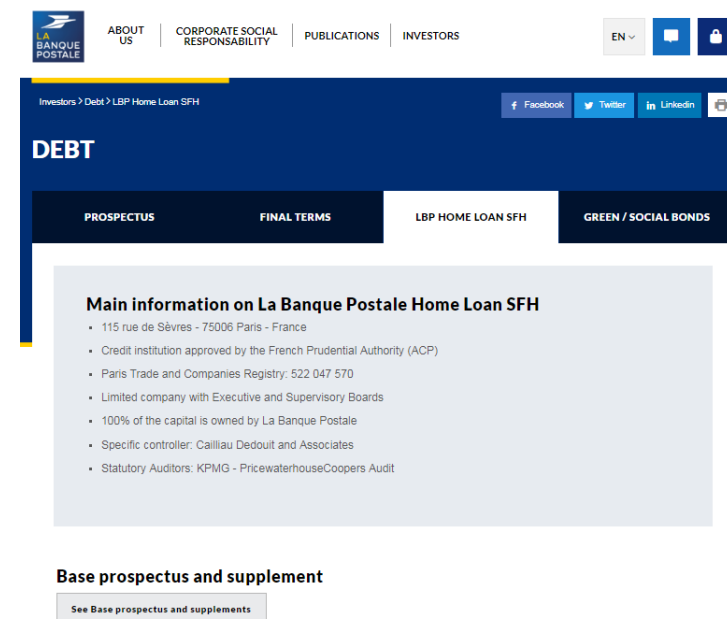 LA
BANQUE
POSTALE
ABOUT
US
CORPORATE SOCIAL
RESPONSABILITY
PUBLICATIONS
INVESTORS
EN
Investors > Debt > LBP Home Loan SFH
Facebook
Twitter
in Linkedin
DEBT
PROSPECTUS
FINAL TERMS
LBP HOME LOAN SFH
GREEN / SOCIAL BONDS
Main information on La Banque Postale Home Loan SFH
115 rue de Sèvres - 75006 Paris - France
Credit institution approved by the French Prudential Authority (ACP)
Paris Trade and Companies Registry: 522 047 570
Limited company with Executive and Supervisory Boards
100% of the capital is owned by La Banque Postale
Specific controller: Cailliau Dedouit and Associates
Statutory Auditors: KPMG - PricewaterhouseCoopers Audit
Base prospectus and supplement
See Base prospectus and supplements